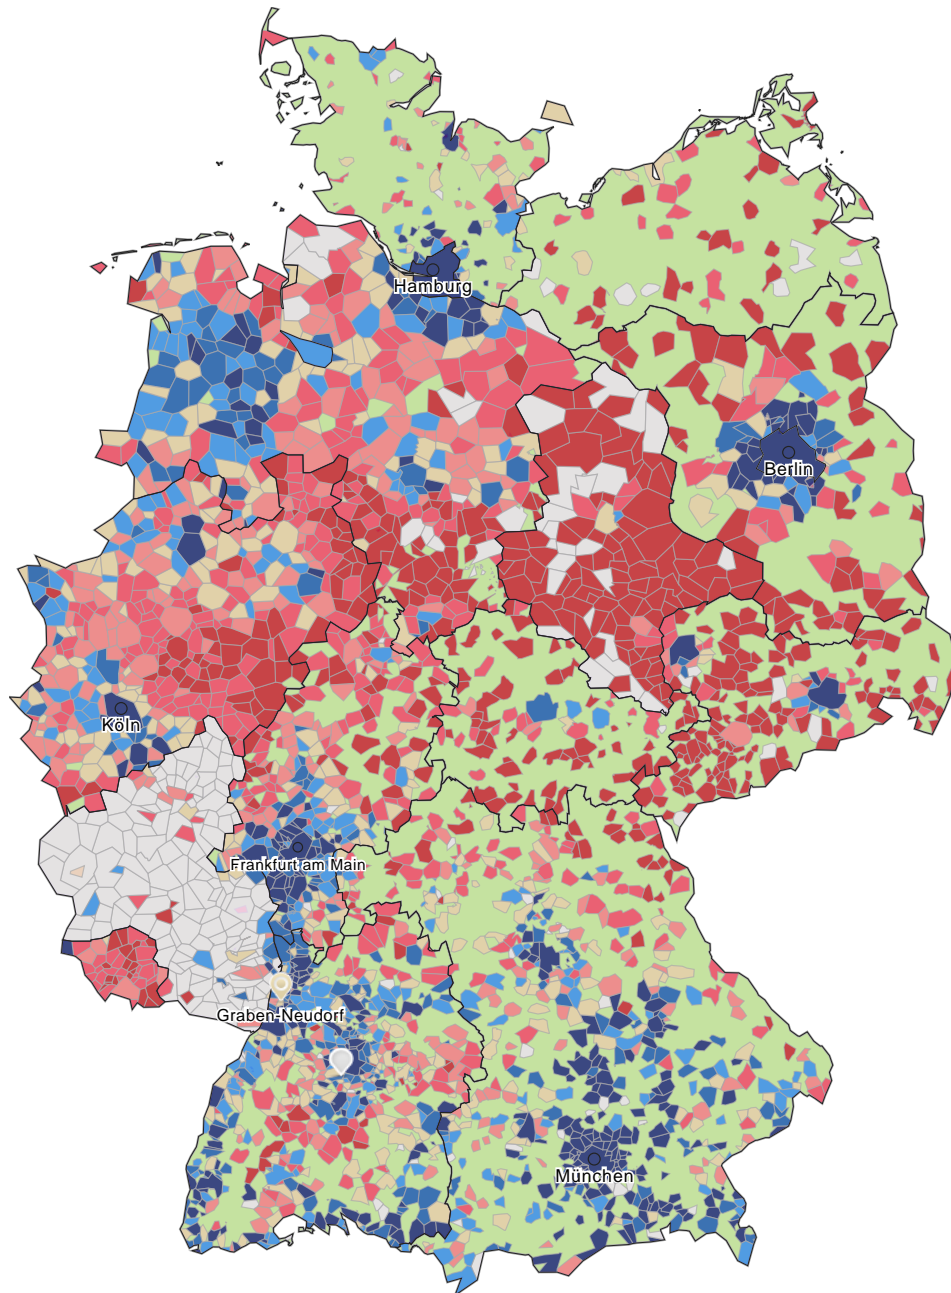 Hamburg
Berlin
Köln
Frankfurt am Main
Graben-Neudorf
München